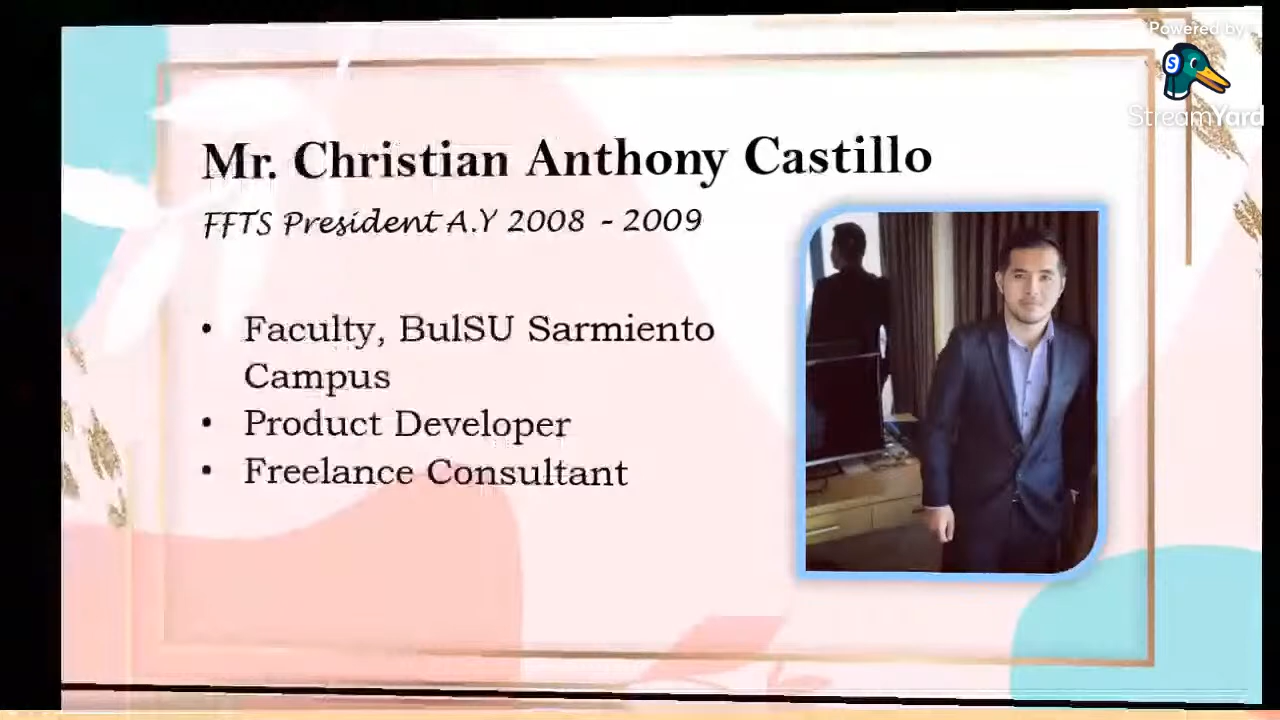 Powered by
StreamYard
Mr. Christian Anthony Castillo
FFTS President A.Y 2008 - 2009
• Faculty, BulSU Sarmiento
Campus
• Product Developer
• Freelance Consultant